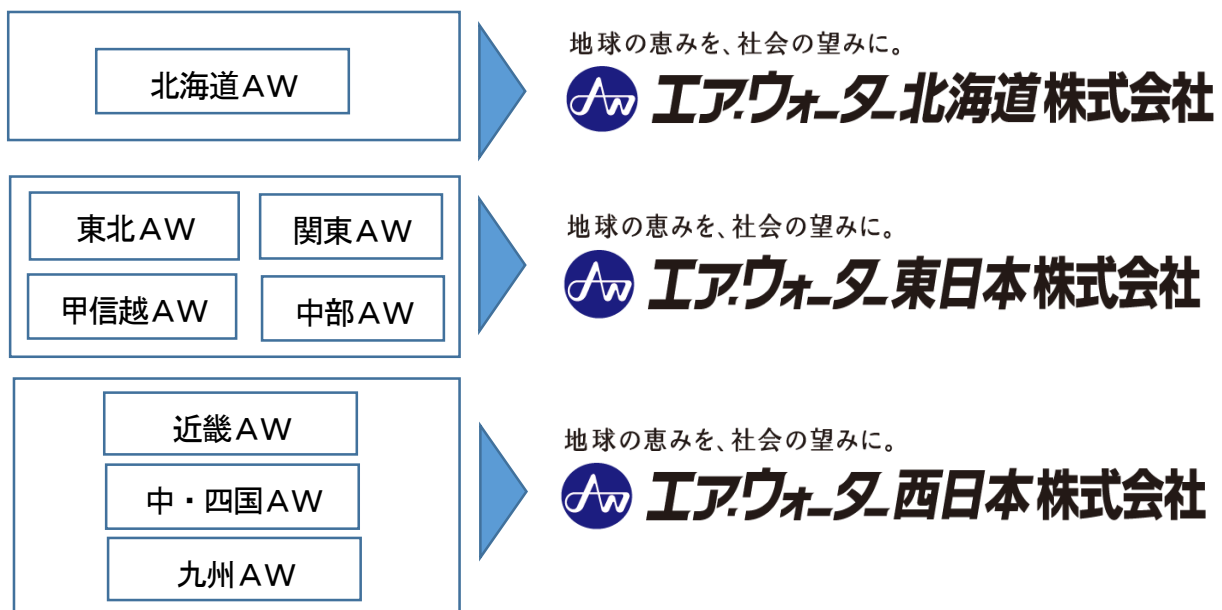 北海道AW
地球の恵みを、社会の望みに。
AW エア・ウォーター北海道株式会社
東北AW 関東AW
甲信越AW 中部AW
地球の恵みを、社会の望みに。
AW エア・ウォーター東日本株式会社
近畿AW
中・四国AW
九州AW
地球の恵みを、社会の望みに。
AW エア・ウォーター西日本株式会社